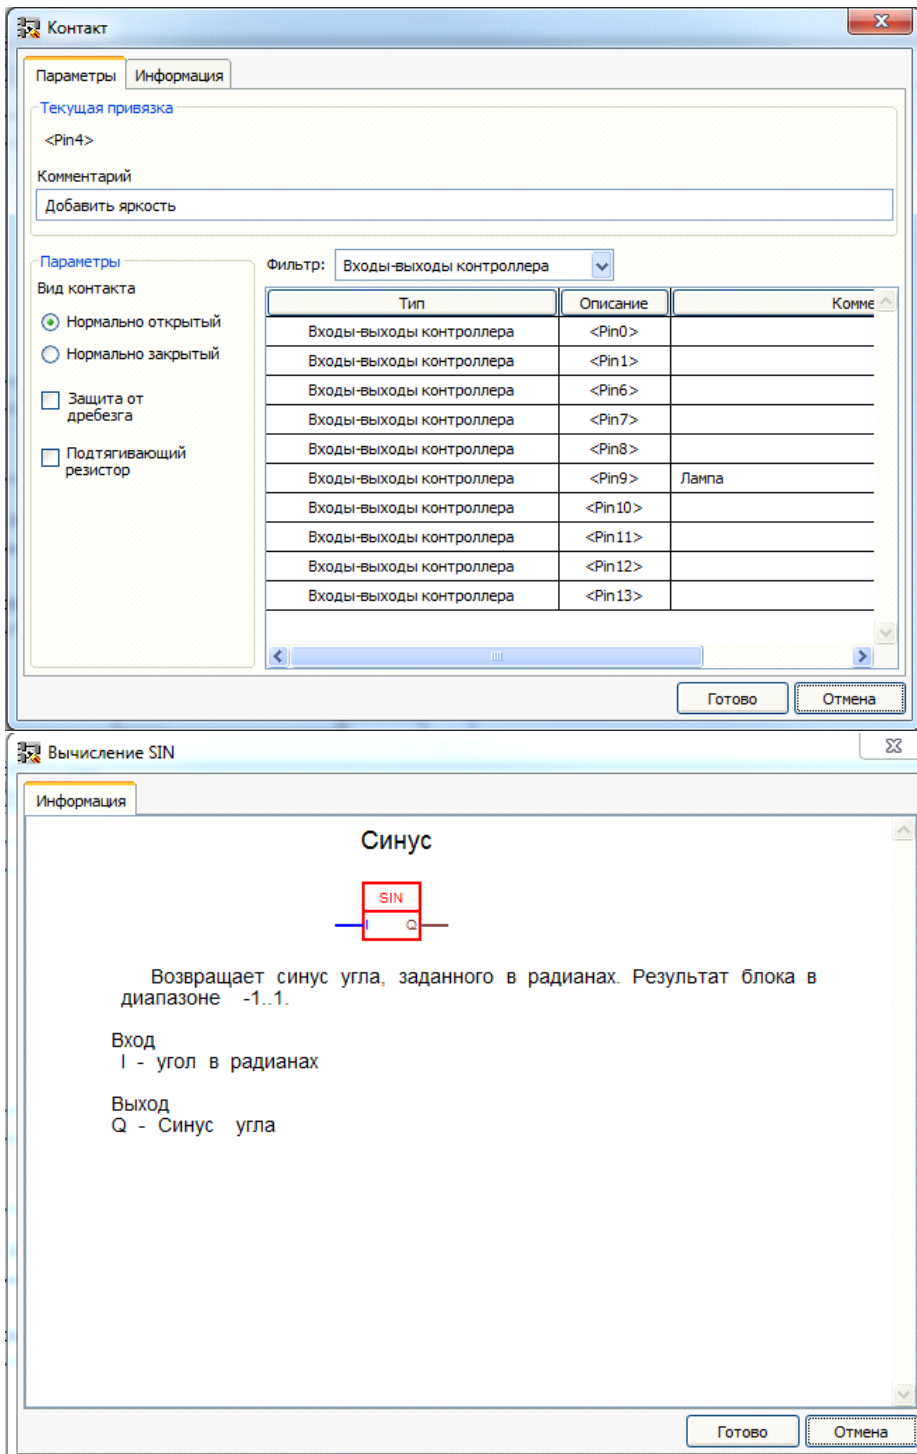 Контакт
Параметры Информация
Текущая привязка
<Pin4>
Комментарий
Добавить яркость
Параметры
Вид контакта
Нормально открытый
Нормально закрытый
Защита от
дребезга
Подтягивающий
резистор
Фильтр: Входы-выходы контроллера
Тип Описание Комме
Входы-выходы контроллера <Pin0>
Входы-выходы контроллера <Pin1>
Входы-выходы контроллера <Pin6>
Входы-выходы контроллера <Pin7>
Входы-выходы контроллера <Pin8>
Входы-выходы контроллера <Pin9> Лампа
Входы-выходы контроллера <Pin10>
Входы-выходы контроллера <Pin11>
Входы-выходы контроллера <Pin12>
Входы-выходы контроллера <Pin13>
Готово Отмена
Вычисление SIN
Информация
Синус
SIN
I Q
Возвращает синус угла, заданного в радианах. Результат блока в
диапазоне -1..1.
Вход
I - угол в радианах
Выход
Q - Синус угла
Готово Отмена